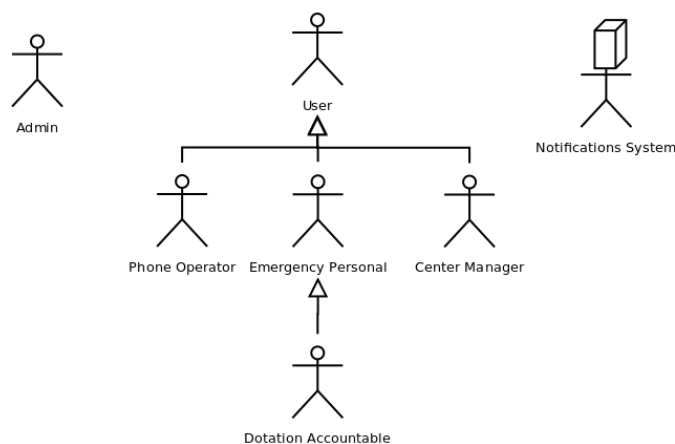 User
Admin
Notifications System
Phone Operator
Emergency Personal
Center Manager
Dotation Accountable